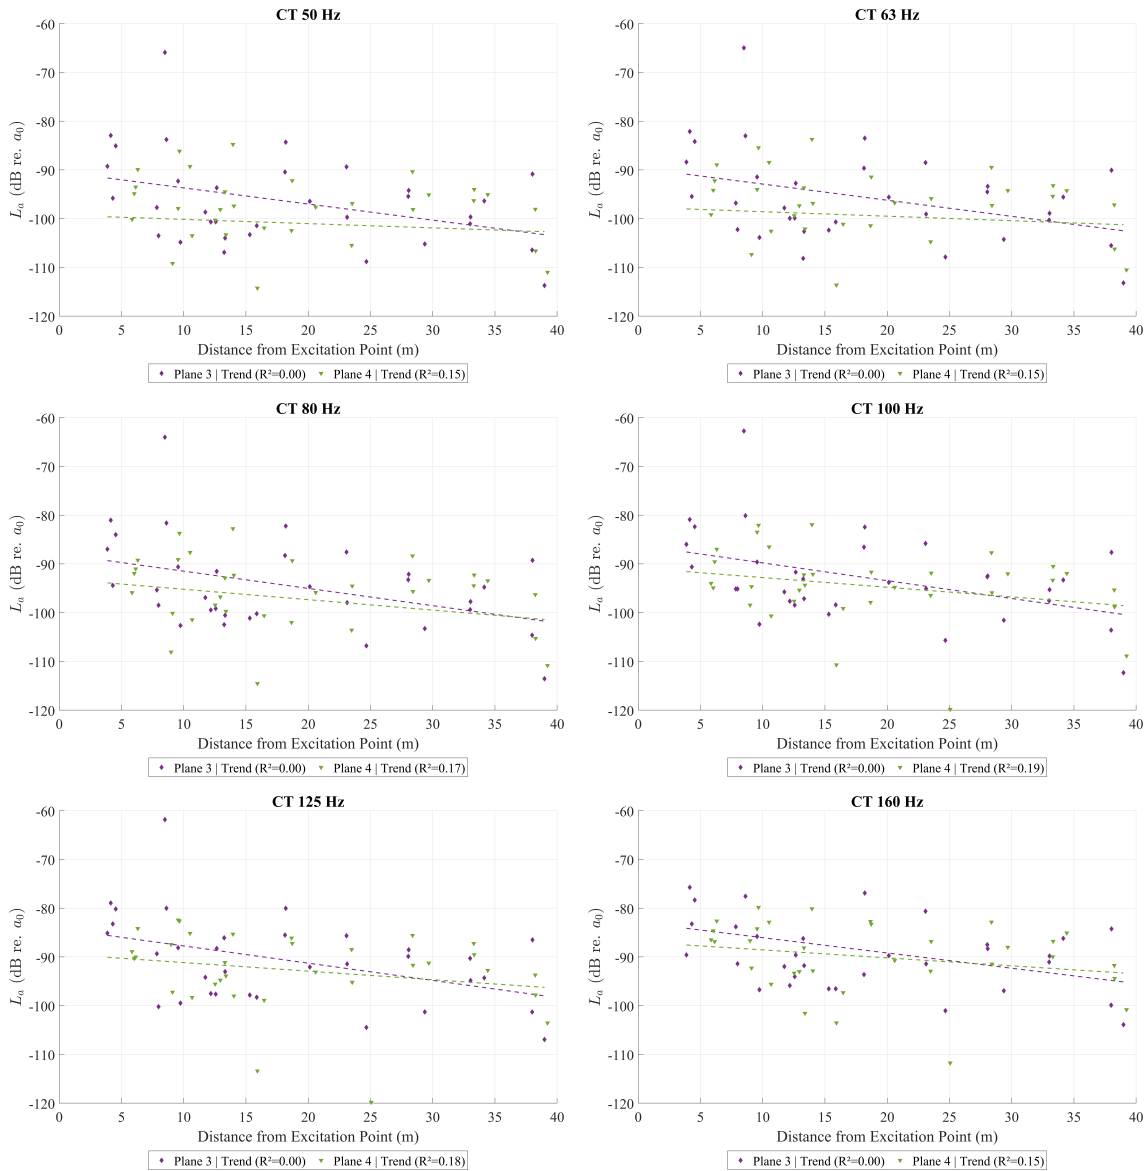 CT 50 Hz
-60
-70
-80
-90
-100
-110
-120
L_a (dB re. a_0)
0 5 10 15 20 25 30 35 40
Distance from Excitation Point (m)
Plane 3 | Trend (R²=0.00) Plane 4 | Trend (R²=0.15)
CT 63 Hz
-60
-70
-80
-90
-100
-110
-120
L_a (dB re. a_0)
0 5 10 15 20 25 30 35 40
Distance from Excitation Point (m)
Plane 3 | Trend (R²=0.00) Plane 4 | Trend (R²=0.15)
CT 80 Hz
-60
-70
-80
-90
-100
-110
-120
L_a (dB re. a_0)
0 5 10 15 20 25 30 35 40
Distance from Excitation Point (m)
Plane 3 | Trend (R²=0.00) Plane 4 | Trend (R²=0.17)
CT 100 Hz
-60
-70
-80
-90
-100
-110
-120
L_a (dB re. a_0)
0 5 10 15 20 25 30 35 40
Distance from Excitation Point (m)
Plane 3 | Trend (R²=0.00) Plane 4 | Trend (R²=0.19)
CT 125 Hz
-60
-70
-80
-90
-100
-110
-120
L_a (dB re. a_0)
0 5 10 15 20 25 30 35 40
Distance from Excitation Point (m)
Plane 3 | Trend (R²=0.00) Plane 4 | Trend (R²=0.18)
CT 160 Hz
-60
-70
-80
-90
-100
-110
-120
L_a (dB re. a_0)
0 5 10 15 20 25 30 35 40
Distance from Excitation Point (m)
Plane 3 | Trend (R²=0.00) Plane 4 | Trend (R²=0.15)